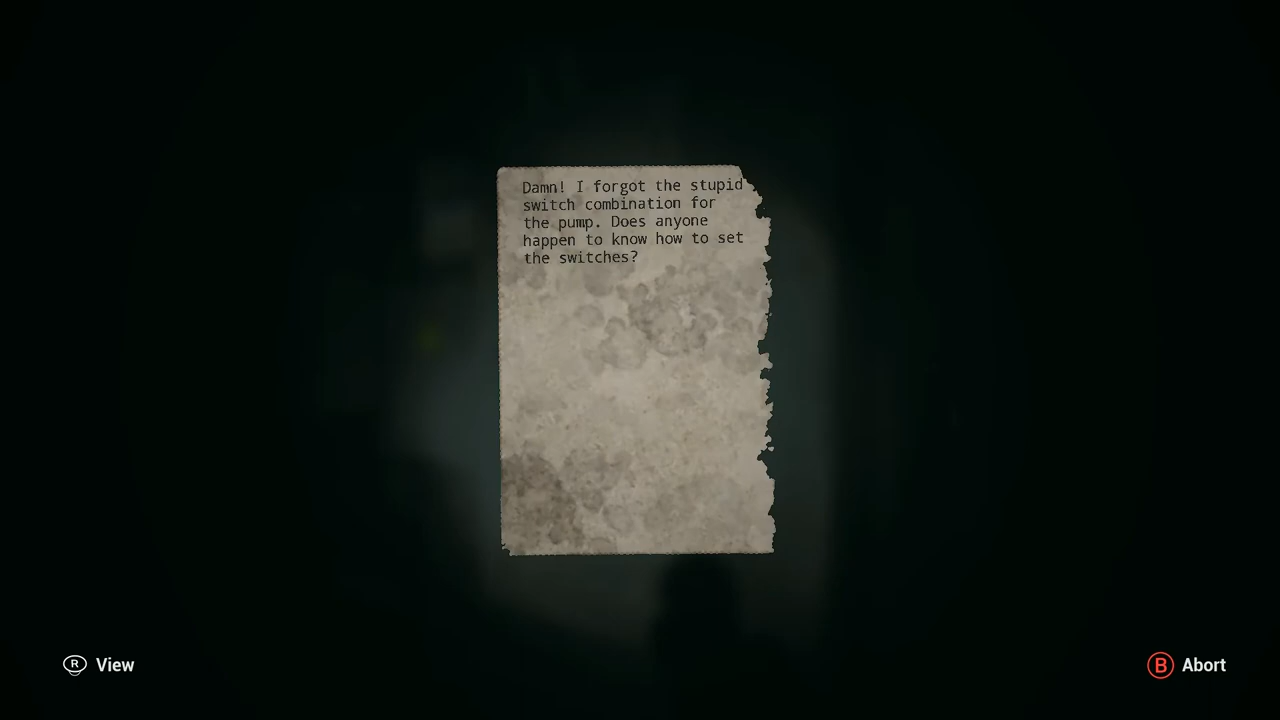 Damn! I forgot the stupid
switch combination for
the pump. Does anyone
happen to know how to set
the switches?
R View
B Abort